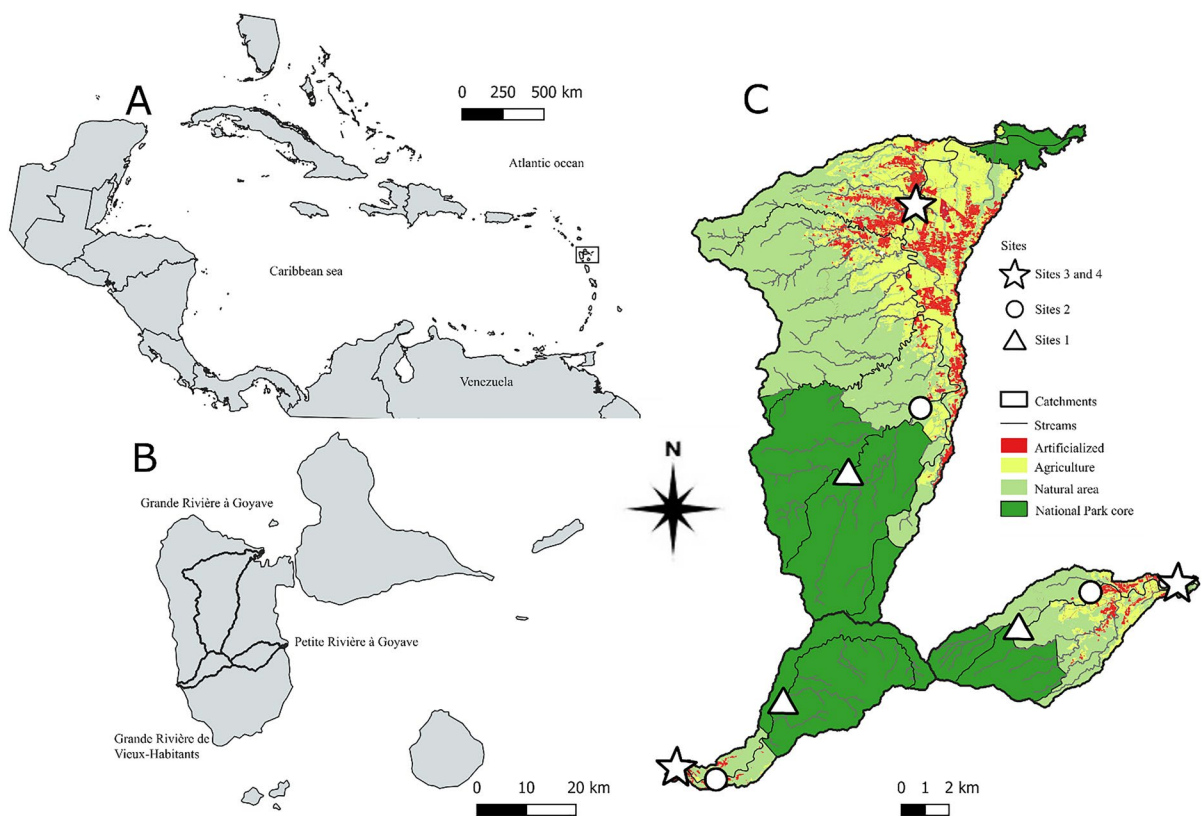 A
0 250 500 km
Atlantic ocean
Caribbean sea
Venezuela
B
Grande Rivière à Goyave
Petite Rivière à Goyave
Grande Rivière de
Vieux-Habitants
0 10 20 km
N
C
Sites
Sites 3 and 4
Sites 2
Sites 1
Catchments
Streams
Artificialized
Agriculture
Natural area
National Park core
0 1 2 km